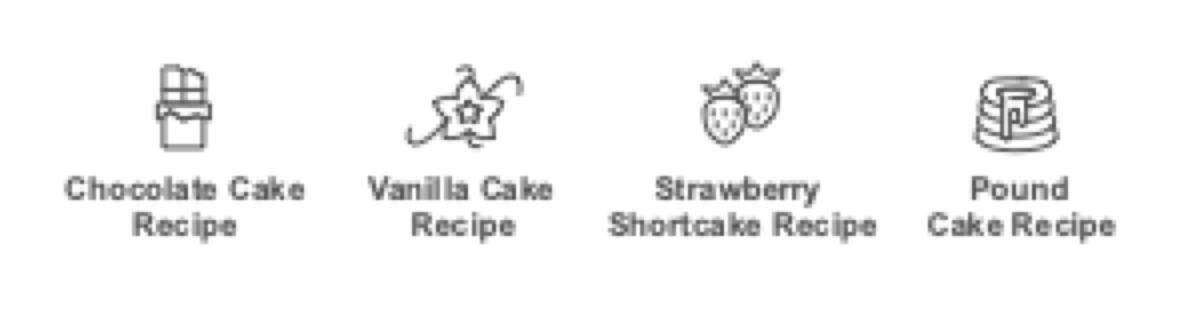 Chocolate Cake
Recipe
Vanilla Cake
Recipe
Strawberry
Shortcake Recipe
Pound
Cake Recipe